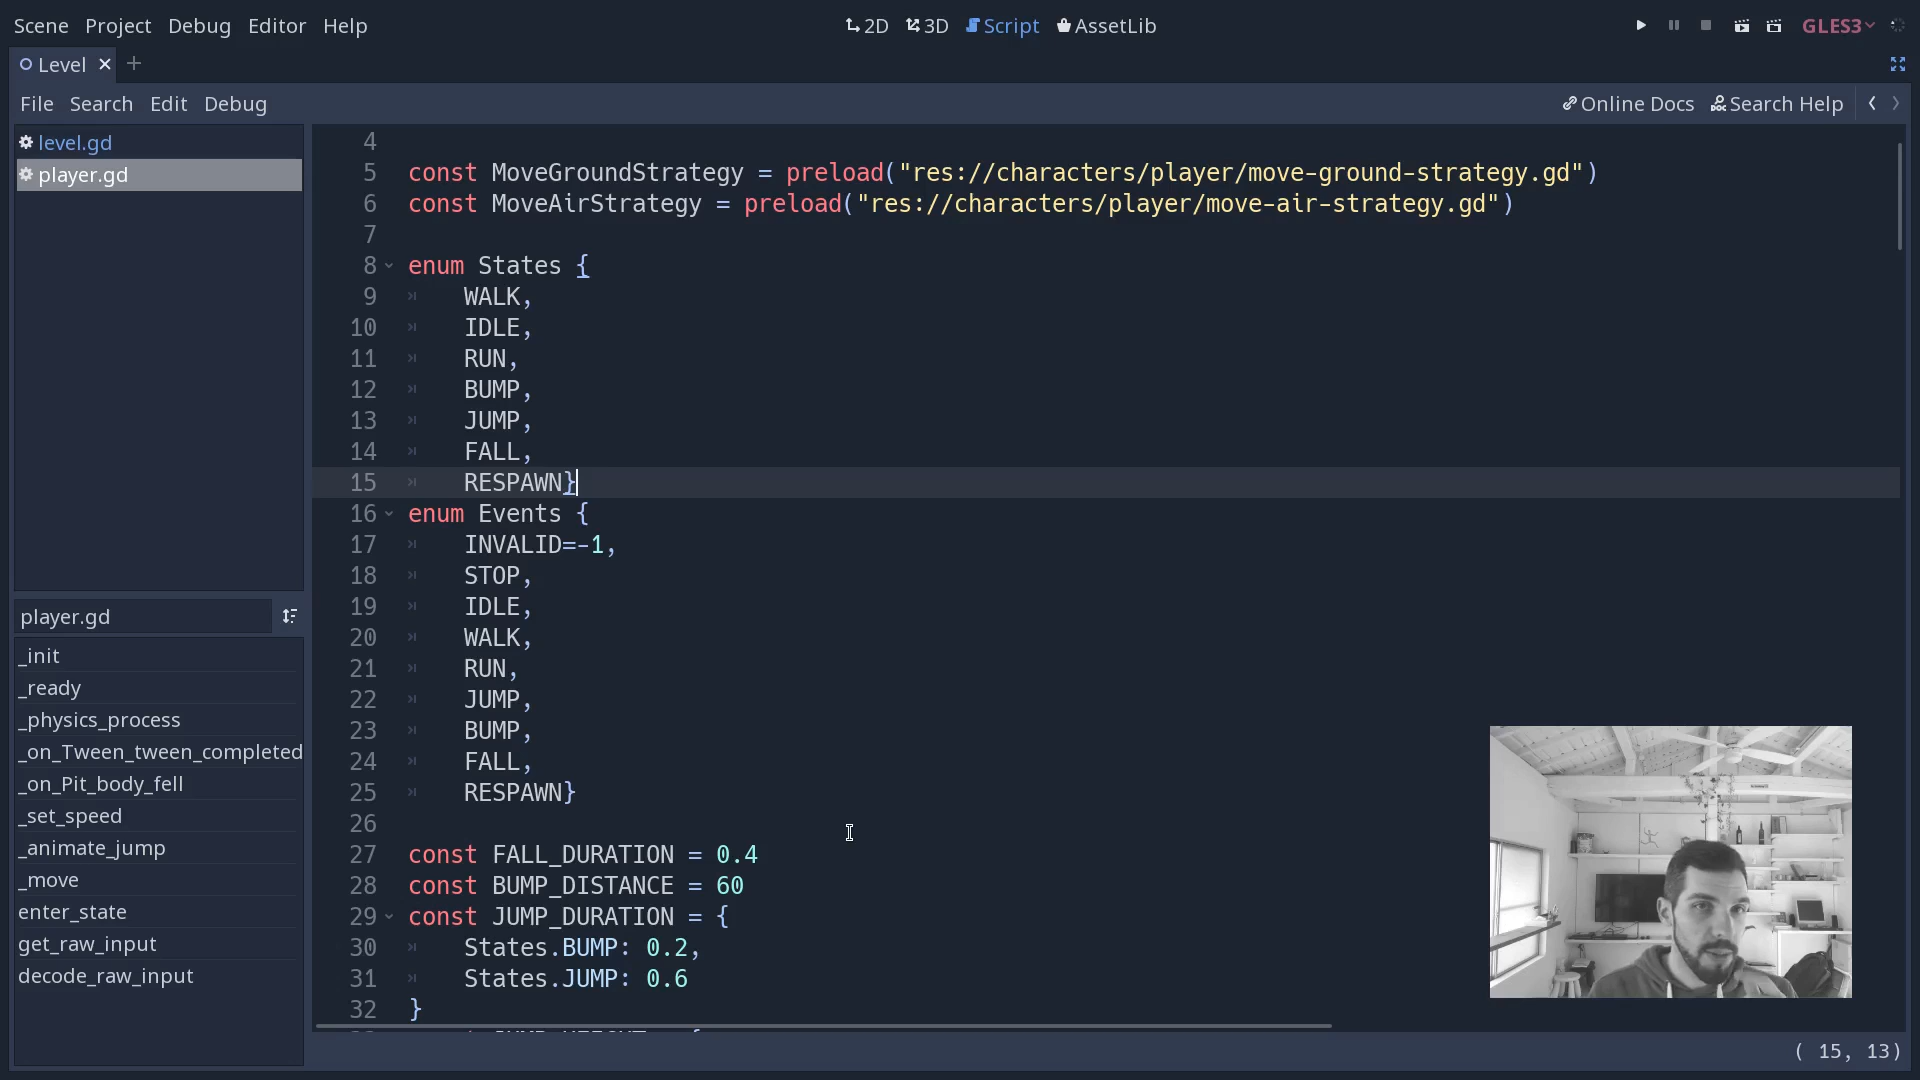 Scene Project Debug Editor Help 2D 3D Script AssetLib GLES3
Level
File Search Edit Debug Online Docs Search Help
level.gd
player.gd
4
5 const MoveGroundStrategy = preload("res://characters/player/move-ground-strategy.gd")
6 const MoveAirStrategy = preload("res://characters/player/move-air-strategy.gd")
7
8 enum States {
9 WALK,
10 IDLE,
11 RUN,
12 BUMP,
13 JUMP,
14 FALL,
15 RESPAWN}
16 enum Events {
17 INVALID=-1,
18 STOP,
19 IDLE,
20 WALK,
21 RUN,
22 JUMP,
23 BUMP,
24 FALL,
25 RESPAWN}
26
27 const FALL_DURATION = 0.4
28 const BUMP_DISTANCE = 60
29 const JUMP_DURATION = {
30 States.BUMP: 0.2,
31 States.JUMP: 0.6
32 }
player.gd
_init
_ready
_physics_process
_on_Tween_tween_completed
_on_Pit_body_fell
_set_speed
_animate_jump
_move
enter_state
get_raw_input
decode_raw_input
( 15, 13)